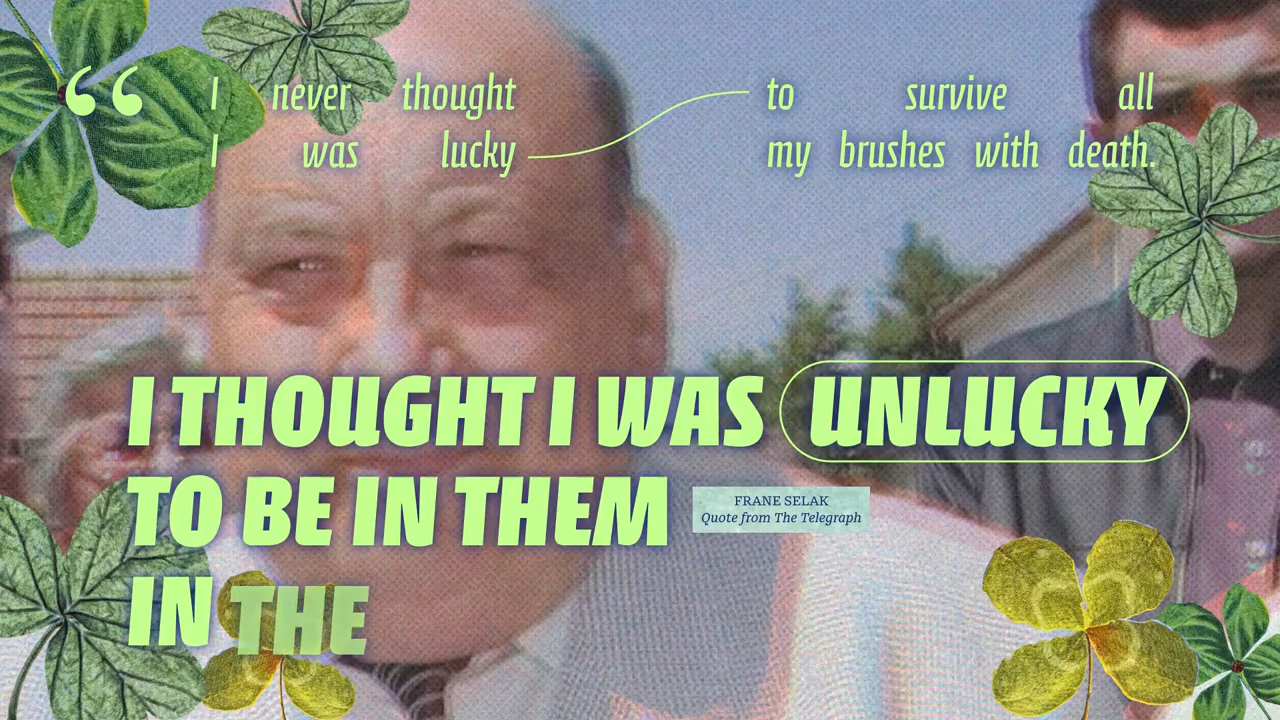 “ I never thought
I was lucky
to survive all
my brushes with death.
I THOUGHT I WAS UNLUCKY
TO BE IN THEM
FRANE SELAK
Quote from The Telegraph
IN THE